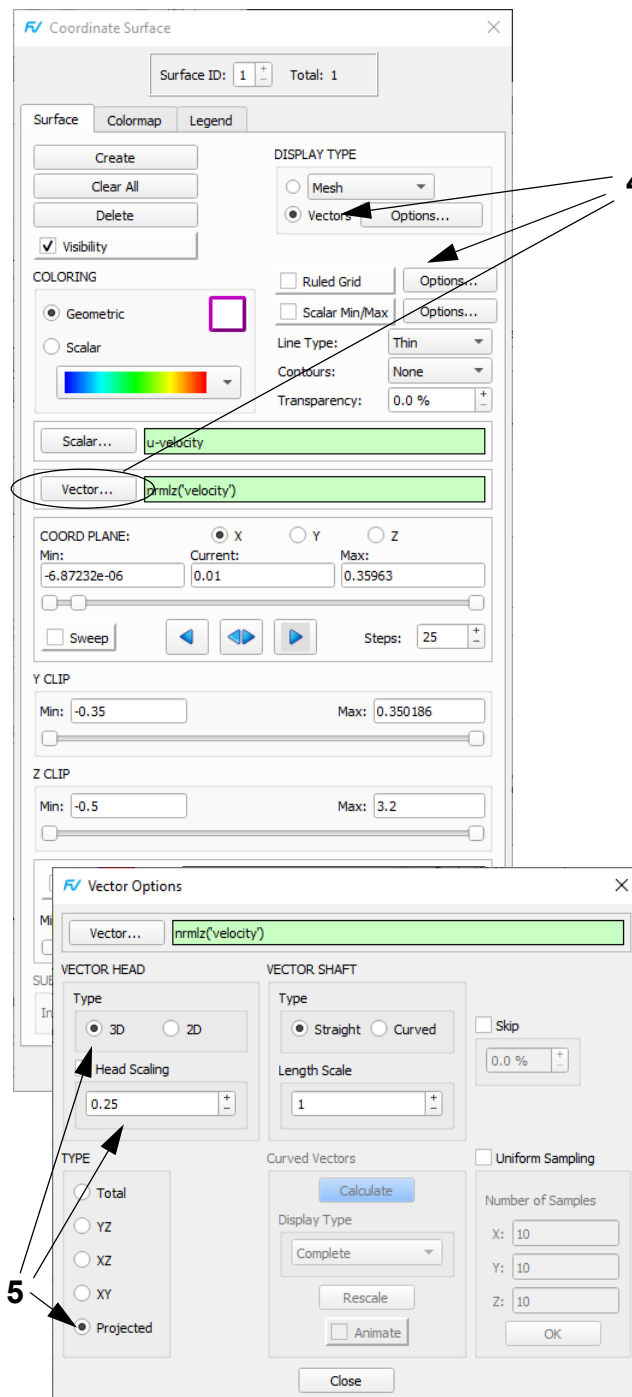 FV Coordinate Surface
Surface ID: 1 Total: 1
Surface Colormap Legend
Create
Clear All
Delete
Visibility
DISPLAY TYPE
Mesh
Vectors Options...
4
COLORING
Geometric
Scalar
Ruled Grid Options...
Scalar Min/Max Options...
Line Type: Thin
Contours: None
Transparency: 0.0 %
Scalar... u-velocity
Vector... nrmlz('velocity')
COORD PLANE: X Y Z
Min: Current: Max:
-6.87232e-06 0.01 0.35963
Sweep Steps: 25
Y CLIP
Min: -0.35 Max: 0.350186
Z CLIP
Min: -0.5 Max: 3.2
FV Vector Options
Vector... nrmlz('velocity')
VECTOR HEAD
Type
3D 2D
Head Scaling
0.25
VECTOR SHAFT
Type
Straight Curved
Length Scale
1
Skip
0.0 %
TYPE
Total
YZ
XZ
XY
Projected
5
Curved Vectors
Calculate
Display Type
Complete
Rescale
Animate
Uniform Sampling
Number of Samples
X: 10
Y: 10
Z: 10
OK
Close